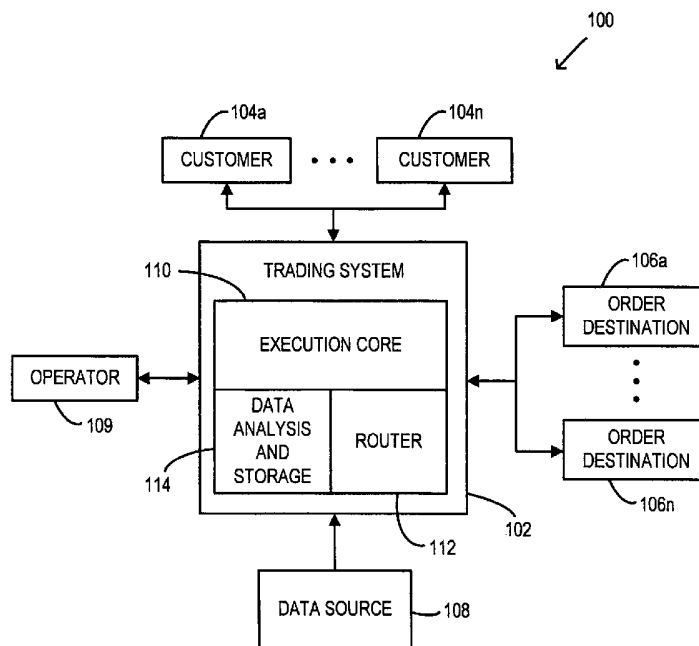 100
104a
104n
CUSTOMER
• • •
CUSTOMER
110
TRADING SYSTEM
106a
ORDER
DESTINATION
EXECUTION CORE
OPERATOR
109
DATA
ANALYSIS
AND
STORAGE
ROUTER
114
ORDER
DESTINATION
106n
102
112
DATA SOURCE
108